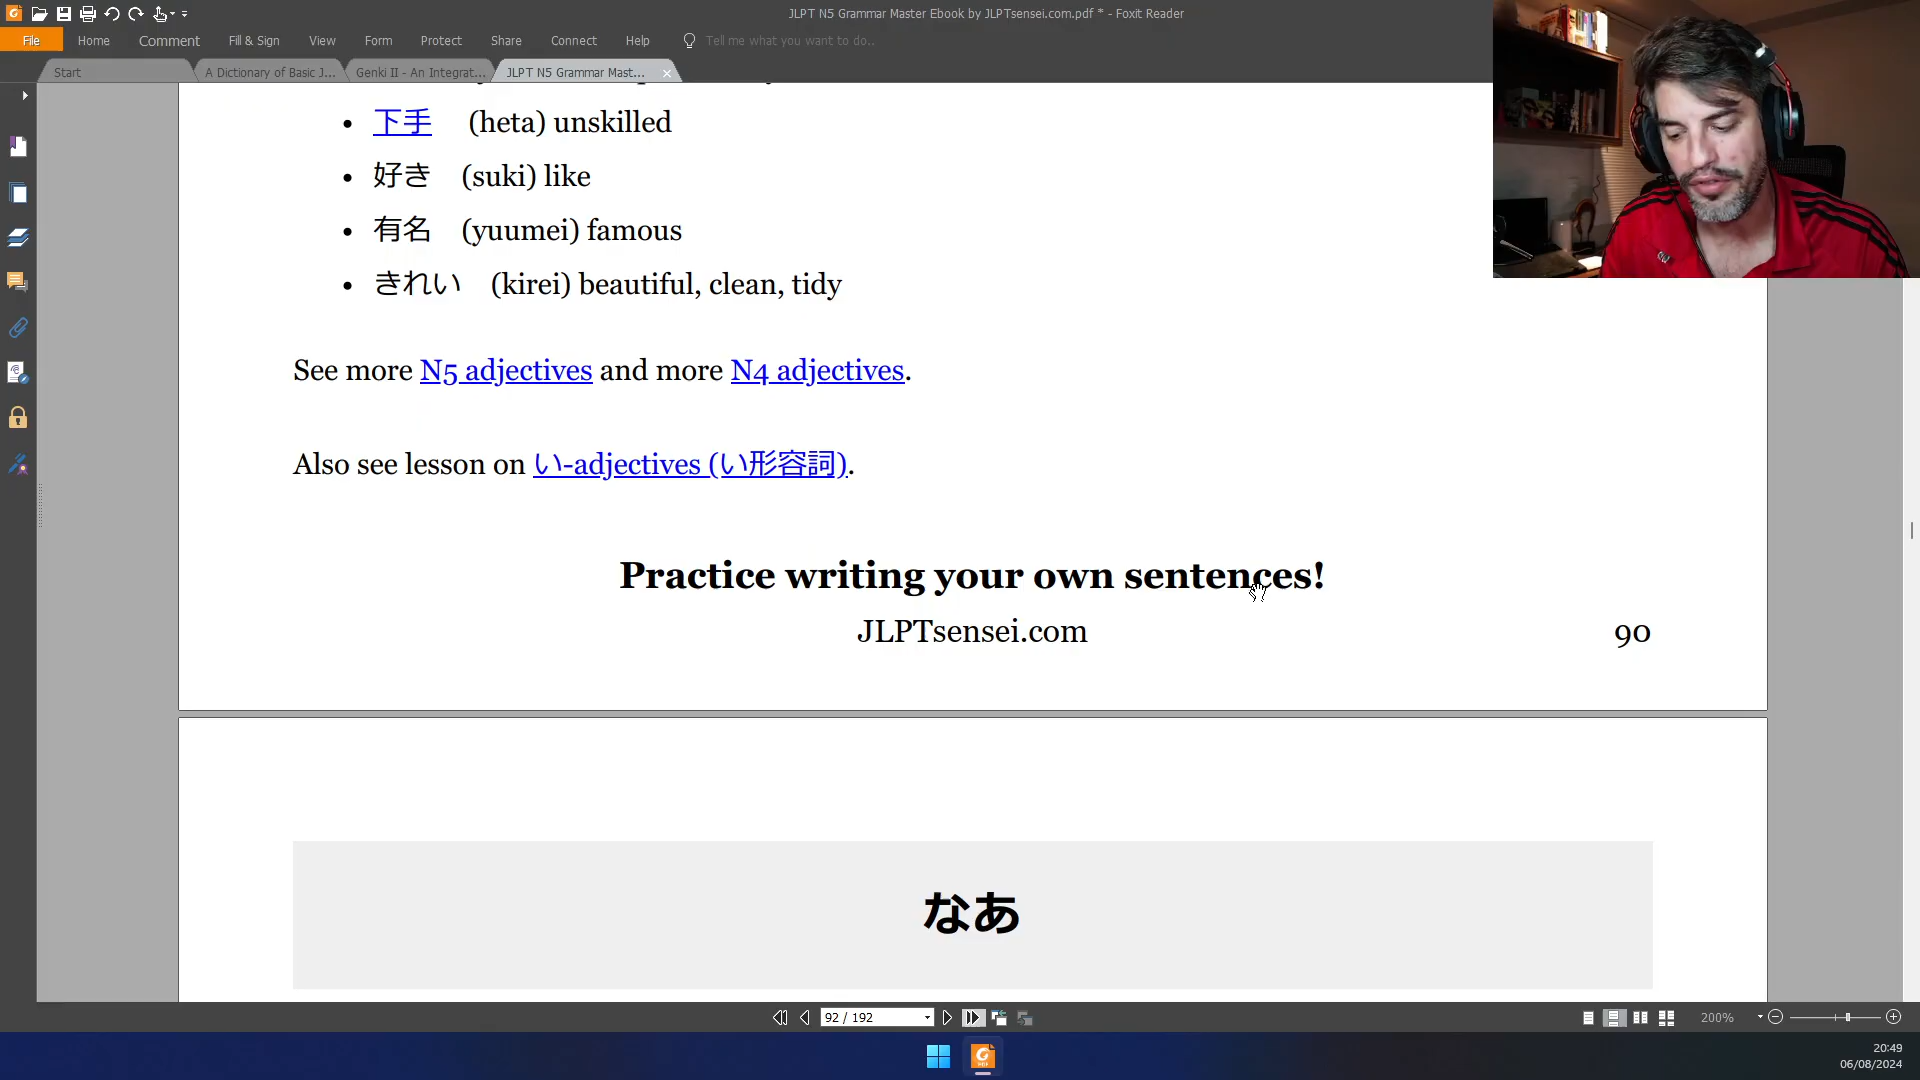 JLPT N5 Grammar Master Ebook by JLPTsensei.com.pdf * - Foxit Reader
File Home Comment Fill & Sign View Form Protect Share Connect Help Tell me what you want to do..
Start A Dictionary of Basic J... Genki II - An Integrat... JLPT N5 Grammar Mast...
• 下手 (heta) unskilled
• 好き (suki) like
• 有名 (yuumei) famous
• きれい (kirei) beautiful, clean, tidy
See more N5 adjectives and more N4 adjectives.
Also see lesson on い-adjectives (い形容詞).
Practice writing your own sentences!
JLPTsensei.com 90
なあ
92 / 192 200%
20:49
06/08/2024